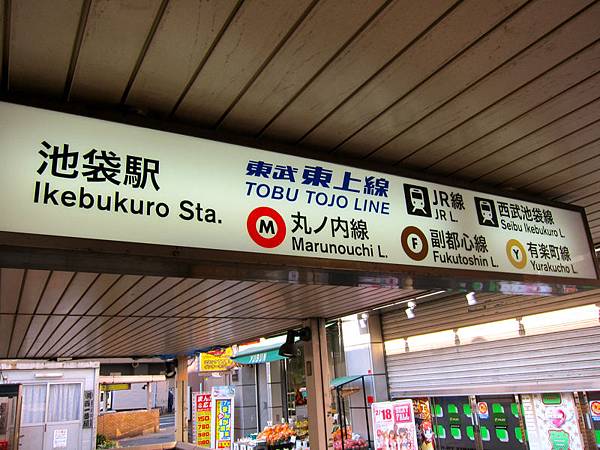 池袋駅
Ikebukuro Sta.
東武東上線
TOBU TOJO LINE
JR線
JR L.
西武池袋線
Seibu Ikebukuro L.
M 丸ノ内線
Marunouchi L.
F 副都心線
Fukutoshin L.
Y 有楽町線
Yurakucho L.